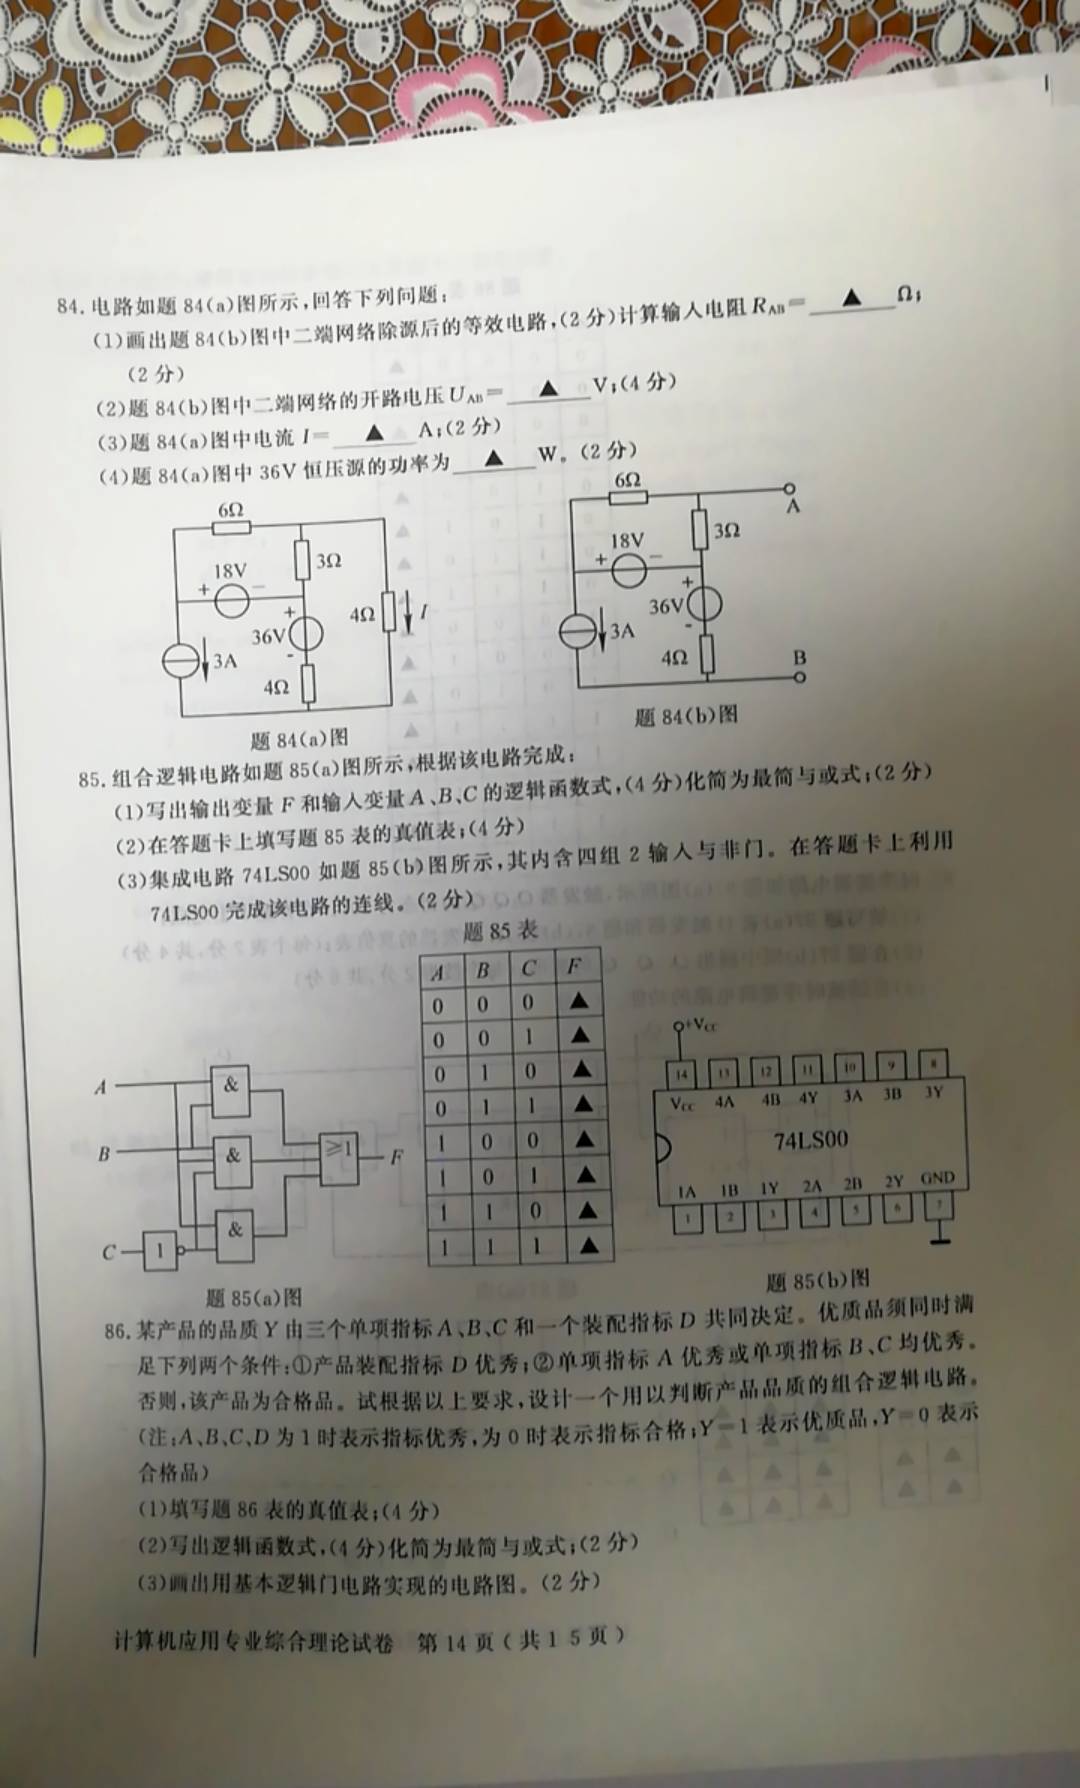 84.电路如题 84(a)图所示,回答下列问题:
(1)画出题 84(b)图中二端网络除源后的等效电路,(2 分)计算输入电阻 RAB= ▲ Ω;
(2 分)
(2)题 84(b)图中二端网络的开路电压 UAB= ▲ V;(4 分)
(3)题 84(a)图中电流 I= ▲ A;(2 分)
(4)题 84(a)图中 36V 恒压源的功率为 ▲ W。(2 分)
6Ω
3Ω
18V
+ −
+
36V
-
4Ω
I
3A
4Ω
题 84(a)图
6Ω
A
3Ω
18V
+ −
+
36V
-
3A
4Ω
B
题 84(b)图
85.组合逻辑电路如题 85(a)图所示,根据该电路完成:
(1)写出输出变量 F 和输入变量 A、B、C 的逻辑函数式,(4 分)化简为最简与或式;(2 分)
(2)在答题卡上填写题 85 表的真值表;(4 分)
(3)集成电路 74LS00 如题 85(b)图所示,其内含四组 2 输入与非门。在答题卡上利用
74LS00 完成该电路的连线。(2 分)
题 85 表
A B C F
0 0 0 ▲
0 0 1 ▲
0 1 0 ▲
0 1 1 ▲
1 0 0 ▲
1 0 1 ▲
1 1 0 ▲
1 1 1 ▲
A
&
B
&
≥1
F
&
C
1
题 85(a)图
+Vcc
14 13 12 11 10 9 8
Vcc 4A 4B 4Y 3A 3B 3Y
74LS00
1A 1B 1Y 2A 2B 2Y GND
1 2 3 4 5 6 7
题 85(b)图
86.某产品的品质 Y 由三个单项指标 A、B、C 和一个装配指标 D 共同决定。优质品须同时满
足下列两个条件:①产品装配指标 D 优秀;②单项指标 A 优秀或单项指标 B、C 均优秀。
否则,该产品为合格品。试根据以上要求,设计一个用以判断产品品质的组合逻辑电路。
(注:A、B、C、D 为 1 时表示指标优秀,为 0 时表示指标合格;Y=1 表示优质品,Y=0 表示
合格品)
(1)填写题 86 表的真值表;(4 分)
(2)写出逻辑函数式,(4 分)化简为最简与或式;(2 分)
(3)画出用基本逻辑门电路实现的电路图。(2 分)
计算机应用专业综合理论试卷 第 14 页(共 1 5 页)